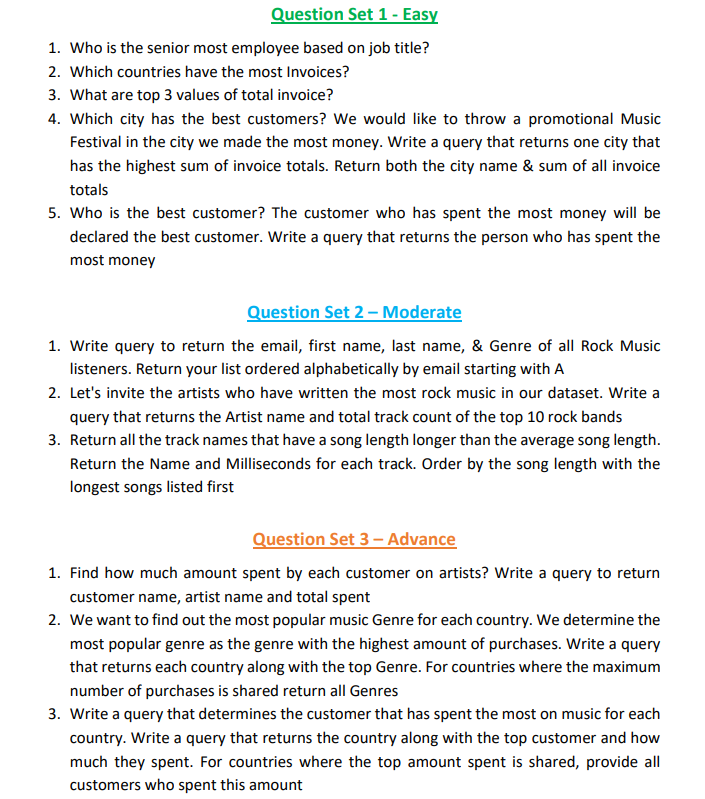 Question Set 1 - Easy
1. Who is the senior most employee based on job title?
2. Which countries have the most Invoices?
3. What are top 3 values of total invoice?
4. Which city has the best customers? We would like to throw a promotional Music
Festival in the city we made the most money. Write a query that returns one city that
has the highest sum of invoice totals. Return both the city name & sum of all invoice
totals
5. Who is the best customer? The customer who has spent the most money will be
declared the best customer. Write a query that returns the person who has spent the
most money
Question Set 2 – Moderate
1. Write query to return the email, first name, last name, & Genre of all Rock Music
listeners. Return your list ordered alphabetically by email starting with A
2. Let's invite the artists who have written the most rock music in our dataset. Write a
query that returns the Artist name and total track count of the top 10 rock bands
3. Return all the track names that have a song length longer than the average song length.
Return the Name and Milliseconds for each track. Order by the song length with the
longest songs listed first
Question Set 3 – Advance
1. Find how much amount spent by each customer on artists? Write a query to return
customer name, artist name and total spent
2. We want to find out the most popular music Genre for each country. We determine the
most popular genre as the genre with the highest amount of purchases. Write a query
that returns each country along with the top Genre. For countries where the maximum
number of purchases is shared return all Genres
3. Write a query that determines the customer that has spent the most on music for each
country. Write a query that returns the country along with the top customer and how
much they spent. For countries where the top amount spent is shared, provide all
customers who spent this amount